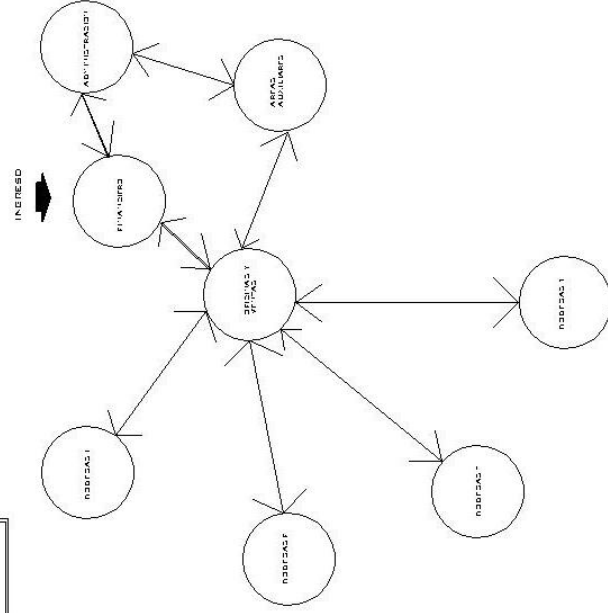 INGRESO
ADMINISTRACION
FINANCIERO
AREAS
AUXILIARES
OFICINAS Y
VENTAS
BODEGAS
BODEGAS
BODEGAS
BODEGAS